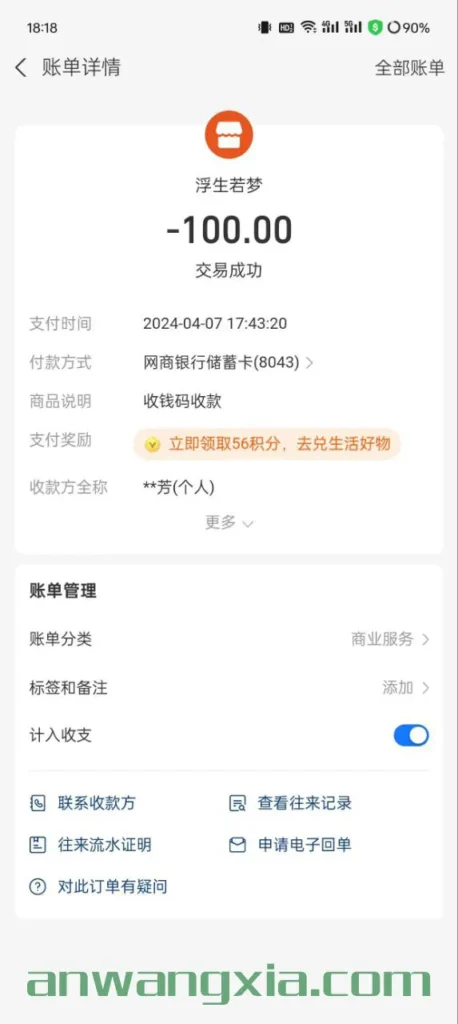 18:18
HD 4G 5G 90%
账单详情 全部账单
浮生若梦
-100.00
交易成功
支付时间 2024-04-07 17:43:20
付款方式 网商银行储蓄卡(8043)
商品说明 收钱码收款
支付奖励 立即领取56积分，去兑生活好物
收款方全称 **芳(个人)
更多
账单管理
账单分类 商业服务
标签和备注 添加
计入收支
联系收款方 查看往来记录
往来流水证明 申请电子回单
对此订单有疑问
anwangxia.com